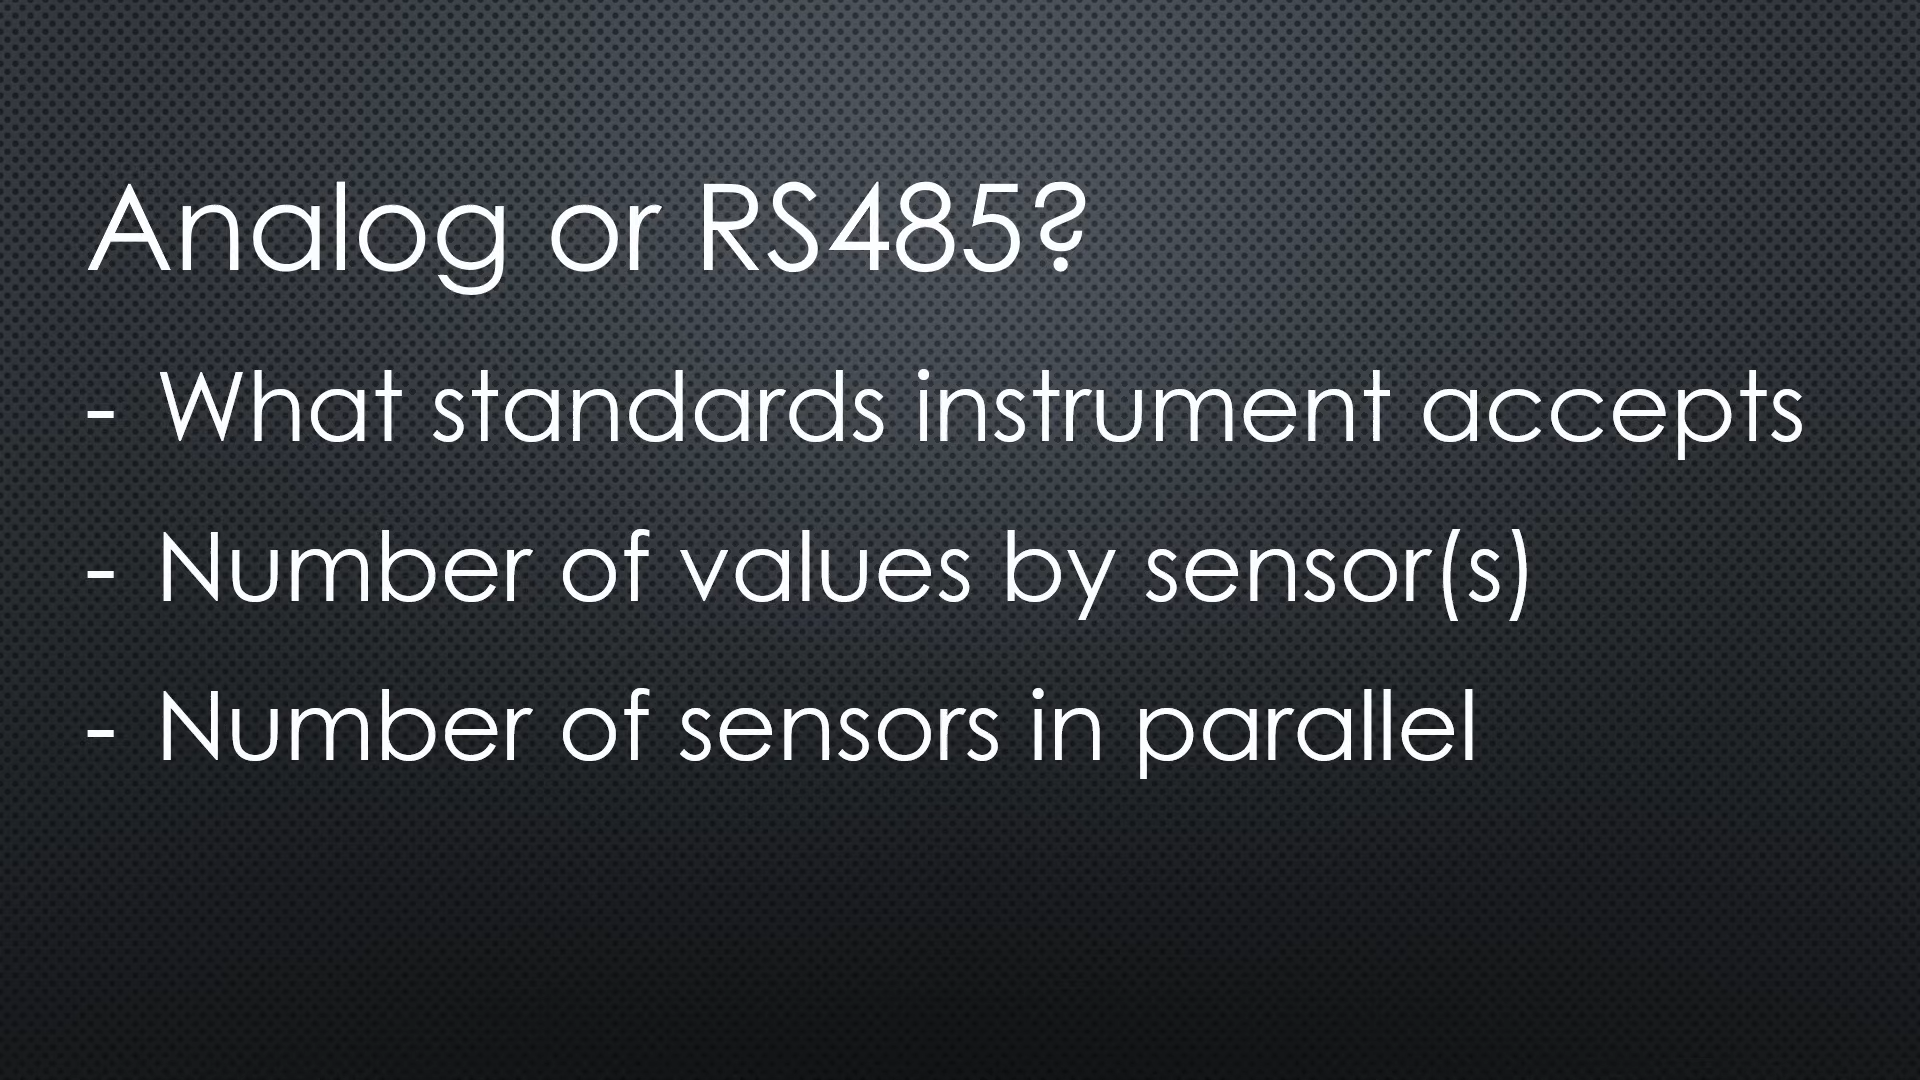 Analog or RS485?
- What standards instrument accepts
- Number of values by sensor(s)
- Number of sensors in parallel